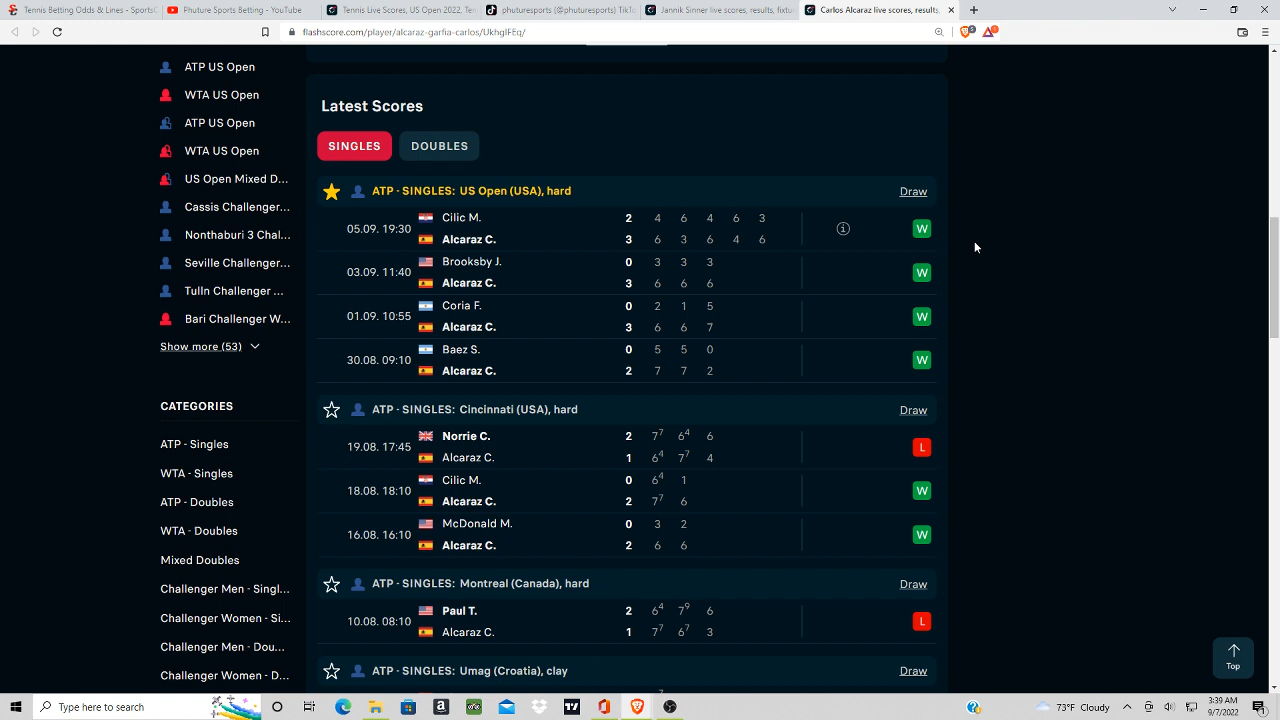 Tennis Betting Odds & Lines - SportsC
Phuture Sports Betting - YouTube
Tennis Live Scores, US Open 2022, Ten
phuturesports (@phuturesports) TikTo
Jannik Sinner live scores, results, fixtur
Carlos Alcaraz live scores, results,
flashscore.com/player/alcaraz-garfia-carlos/UkhgIFEq/
ATP US Open
WTA US Open
ATP US Open
WTA US Open
US Open Mixed D...
Cassis Challenger...
Nonthaburi 3 Chal...
Seville Challenger...
Tulln Challenger ...
Bari Challenger W...
Show more (53)
CATEGORIES
ATP - Singles
WTA - Singles
ATP - Doubles
WTA - Doubles
Mixed Doubles
Challenger Men - Singl...
Challenger Women - Si...
Challenger Men - Dou...
Challenger Women - D...
Latest Scores
SINGLES DOUBLES
ATP - SINGLES: US Open (USA), hard Draw
05.09. 19:30 W
Cilic M. 2 4 6 4 6 3
Alcaraz C. 3 6 3 6 4 6
03.09. 11:40 W
Brooksby J. 0 3 3 3
Alcaraz C. 3 6 6 6
01.09. 10:55 W
Coria F. 0 2 1 5
Alcaraz C. 3 6 6 7
30.08. 09:10 W
Baez S. 0 5 5 0
Alcaraz C. 2 7 7 2
ATP - SINGLES: Cincinnati (USA), hard Draw
19.08. 17:45 L
Norrie C. 2 7⁷ 6⁴ 6
Alcaraz C. 1 6⁴ 7⁷ 4
18.08. 18:10 W
Cilic M. 0 6⁴ 1
Alcaraz C. 2 7⁷ 6
16.08. 16:10 W
McDonald M. 0 3 2
Alcaraz C. 2 6 6
ATP - SINGLES: Montreal (Canada), hard Draw
10.08. 08:10 L
Paul T. 2 6⁴ 7⁹ 6
Alcaraz C. 1 7⁷ 6⁷ 3
ATP - SINGLES: Umag (Croatia), clay Draw
Top
Type here to search
73°F Cloudy
3:39 AM
9/7/2022